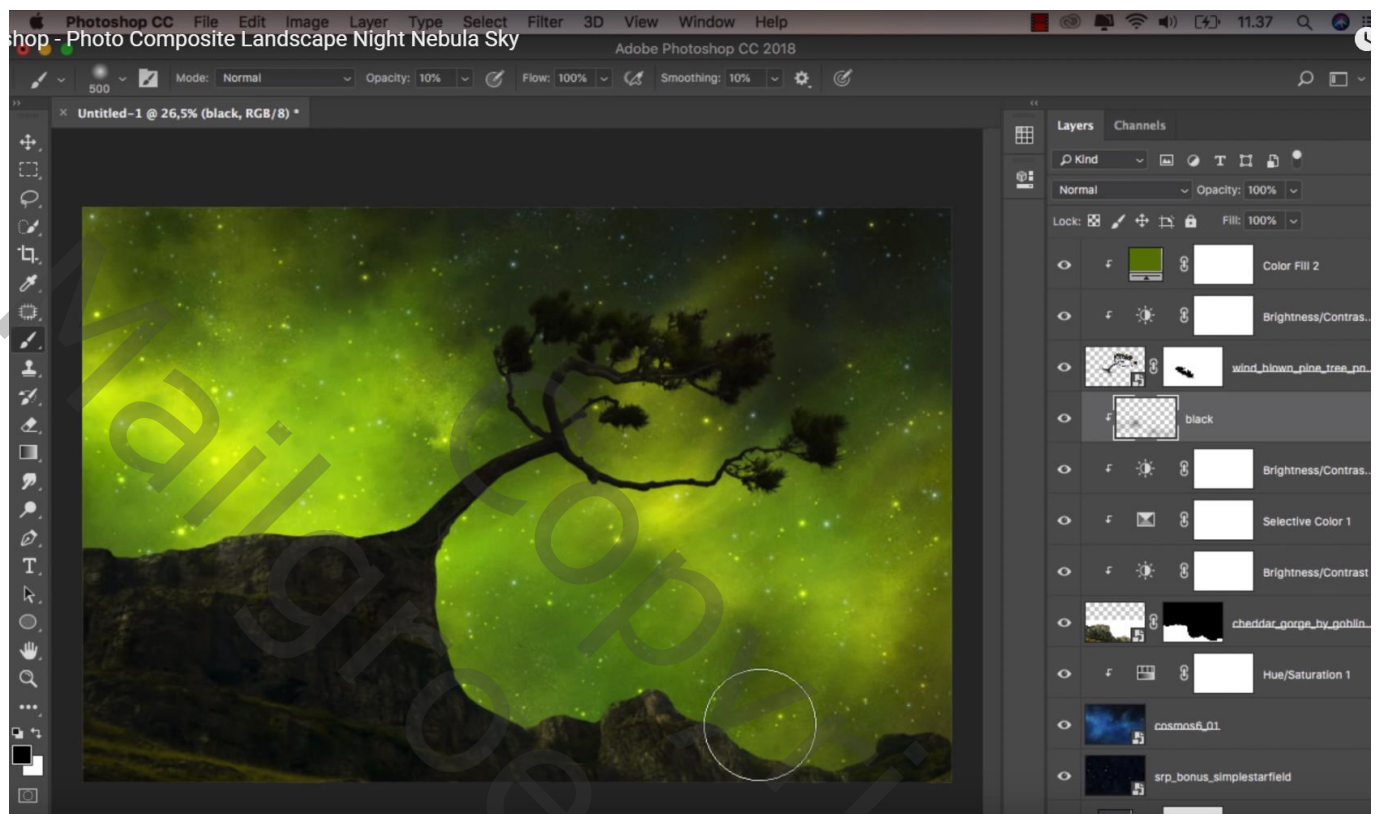 Photoshop CC File Edit Image Layer Type Select Filter 3D View Window Help 11.37
shop - Photo Composite Landscape Night Nebula Sky
Adobe Photoshop CC 2018
500 Mode: Normal Opacity: 10% Flow: 100% Smoothing: 10%
× Untitled-1 @ 26,5% (black, RGB/8) *
Layers Channels
Kind
Normal Opacity: 100%
Lock: Fill: 100%
Color Fill 2
Brightness/Contras...
wind_blown_pine_tree_pn...
black
Brightness/Contras...
Selective Color 1
Brightness/Contrast
cheddar_gorge_by_goblin...
Hue/Saturation 1
cosmos6_01
srp_bonus_simplestarfield
Mailgroe
Copyri